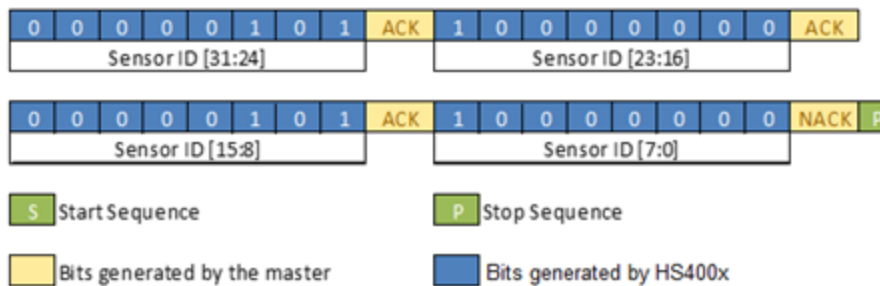 0 0 0 0 0 1 0 1 ACK 1 0 0 0 0 0 0 0 ACK
Sensor ID [31:24] Sensor ID [23:16]
0 0 0 0 0 1 0 1 ACK 1 0 0 0 0 0 0 0 NACK P
Sensor ID [15:8] Sensor ID [7:0]
S Start Sequence P Stop Sequence
Bits generated by the master Bits generated by HS400x